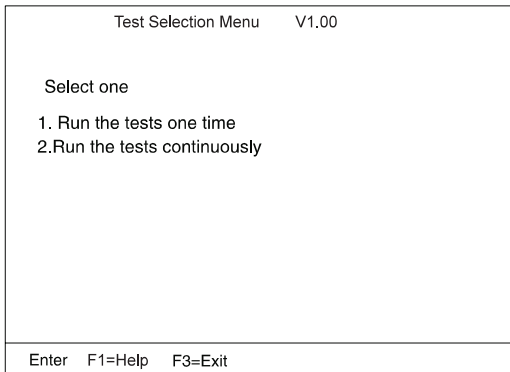 Test Selection Menu V1.00
Select one
1. Run the tests one time
2.Run the tests continuously
Enter F1=Help F3=Exit